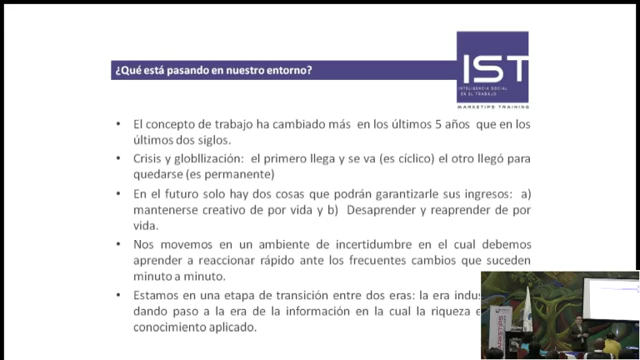 ¿Qué está pasando en nuestro entorno?
IST
INTELIGENCIA SOCIAL
EN EL TRABAJO
MARKETIPS TRAINING
• El concepto de trabajo ha cambiado más en los últimos 5 años que en los
últimos dos siglos.
• Crisis y globllización: el primero llega y se va (es cíclico) el otro llegó para
quedarse (es permanente)
• En el futuro solo hay dos cosas que podrán garantizarle sus ingresos: a)
mantenerse creativo de por vida y b) Desaprender y reaprender de por
vida.
• Nos movemos en un ambiente de incertidumbre en el cual debemos
aprender a reaccionar rápido ante los frecuentes cambios que suceden
minuto a minuto.
• Estamos en una etapa de transición entre dos eras: la era indus
dando paso a la era de la información en la cual la riqueza e
conocimiento aplicado.